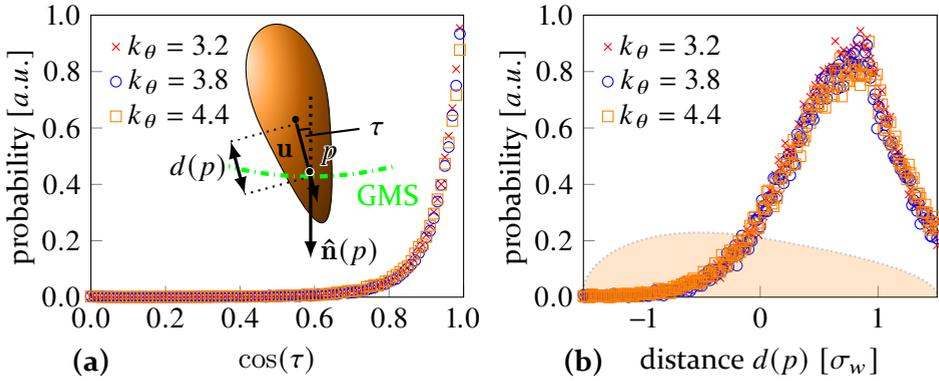 1.0
0.8
0.6
0.4
0.2
0.0
probability [a.u.]
k_θ = 3.2
k_θ = 3.8
k_θ = 4.4
u
p
τ
d(p)
GMS
n̂(p)
0.0 0.2 0.4 0.6 0.8 1.0
(a) cos(τ)
1.0
0.8
0.6
0.4
0.2
0.0
probability [a.u.]
k_θ = 3.2
k_θ = 3.8
k_θ = 4.4
−1 0 1
(b) distance d(p) [σ_w]